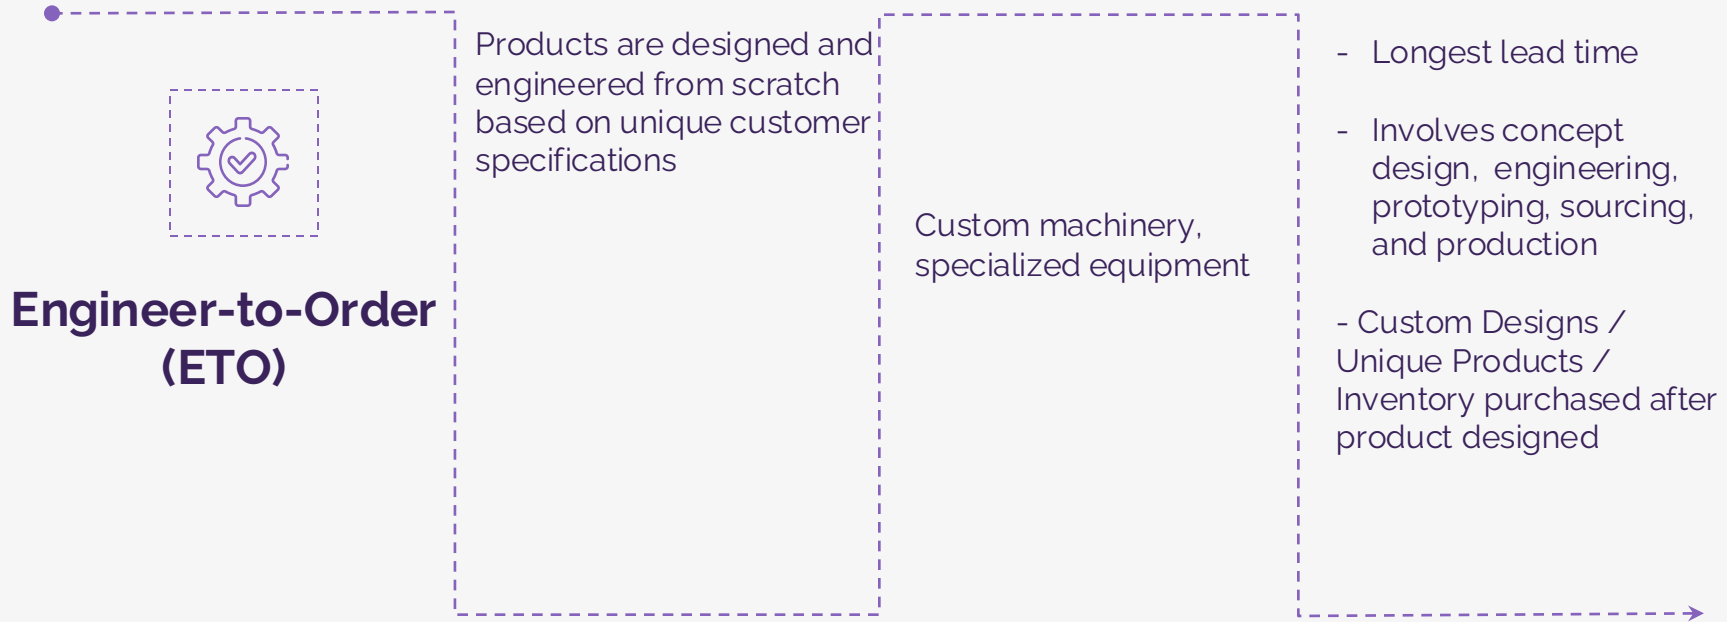 Engineer-to-Order
(ETO)
Products are designed and
engineered from scratch
based on unique customer
specifications
Custom machinery,
specialized equipment
- Longest lead time
- Involves concept
design, engineering,
prototyping, sourcing,
and production
- Custom Designs /
Unique Products /
Inventory purchased after
product designed